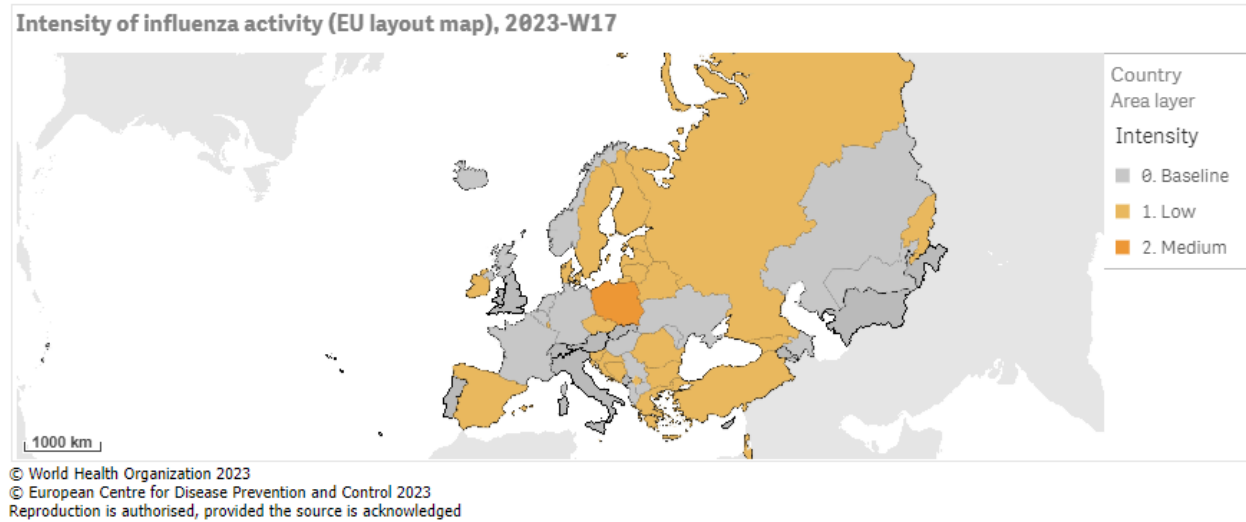 Intensity of influenza activity (EU layout map), 2023-W17
Country
Area layer
Intensity
0. Baseline
1. Low
2. Medium
1000 km
© World Health Organization 2023
© European Centre for Disease Prevention and Control 2023
Reproduction is authorised, provided the source is acknowledged